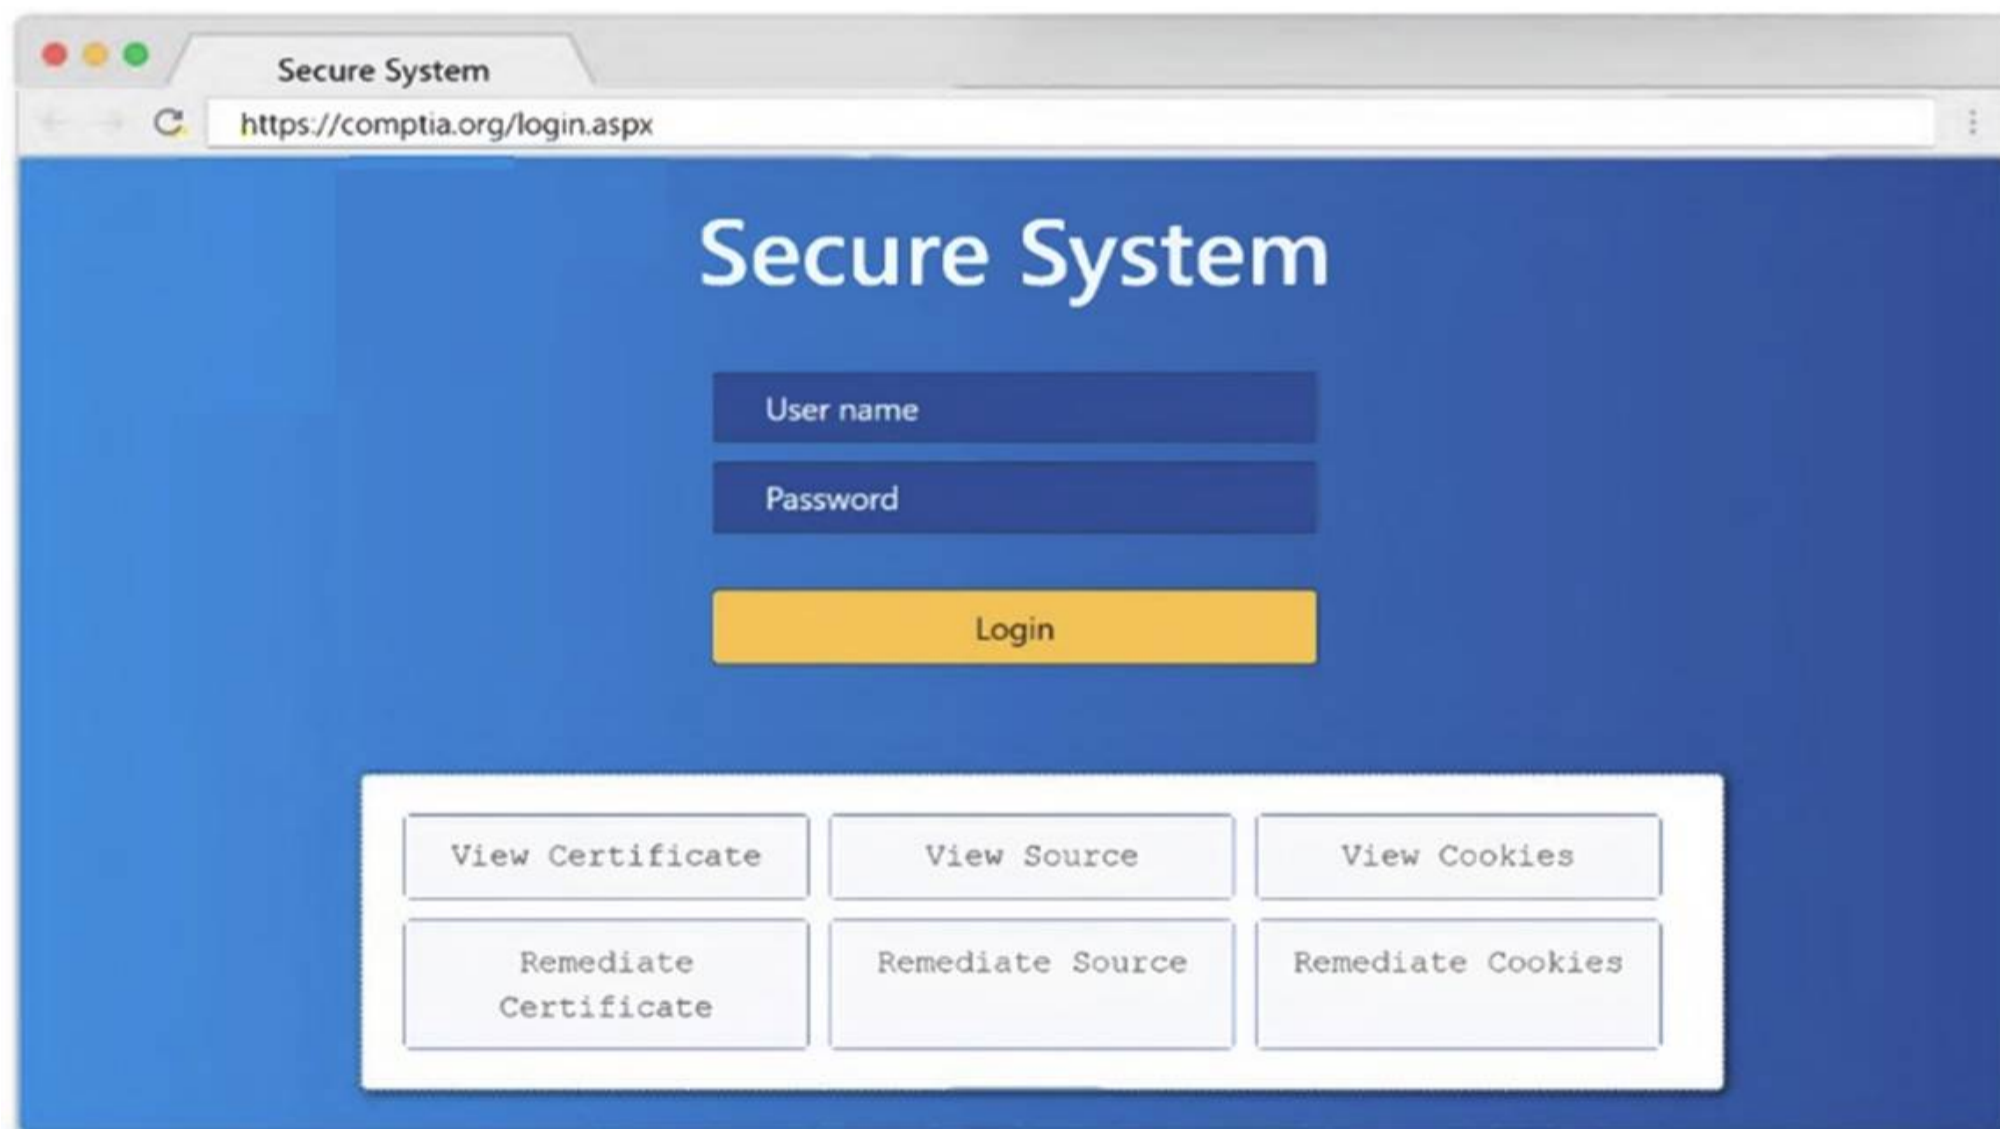 Secure System
https://comptia.org/login.aspx
Secure System
User name
Password
Login
View Certificate
View Source
View Cookies
Remediate
Certificate
Remediate Source
Remediate Cookies